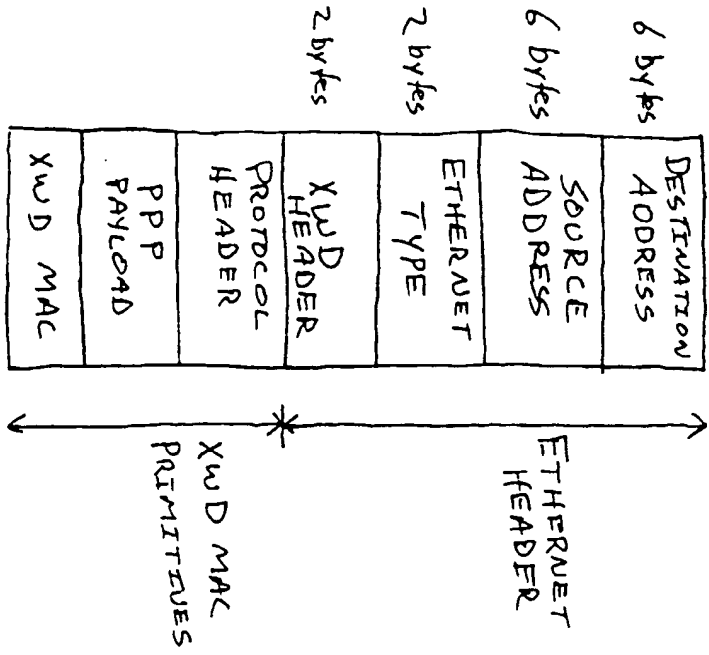 6 bytes
DESTINATION
ADDRESS
6 bytes
SOURCE
ADDRESS
2 bytes
ETHERNET
TYPE
2 bytes
XWD
HEADER
PROTOCOL
HEADER
PPP
PAYLOAD
XWD MAC
ETHERNET
HEADER
XWD MAC
PRIMITIVES